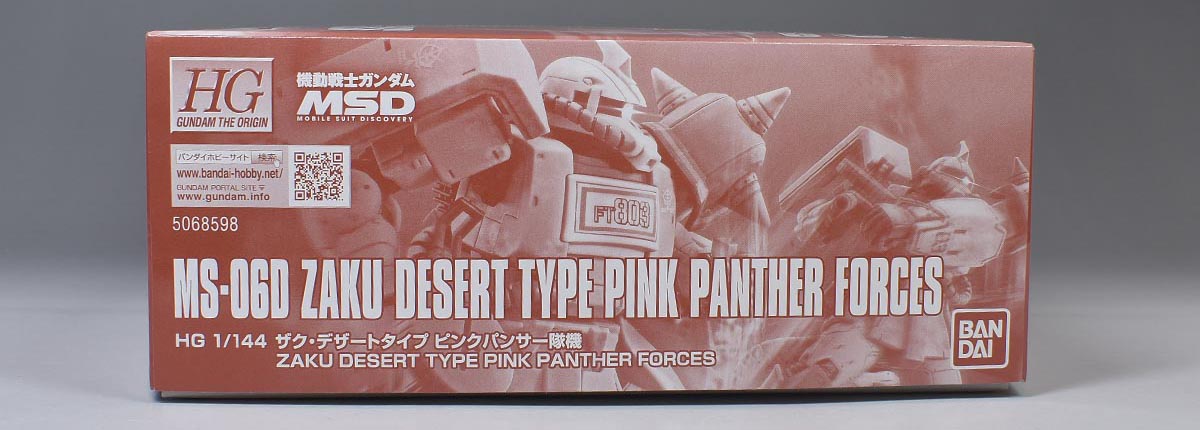 HG
GUNDAM THE ORIGIN
機動戦士ガンダム
MSD
MOBILE SUIT DISCOVERY
バンダイホビーサイト 検索
www.bandai-hobby.net/
GUNDAM PORTAL SITE
www.gundam.info
5068598
FT303
MS-06D ZAKU DESERT TYPE PINK PANTHER FORCES
HG 1/144 ザク・デザートタイプ ピンクパンサー隊機
ZAKU DESERT TYPE PINK PANTHER FORCES
BAN
DAI